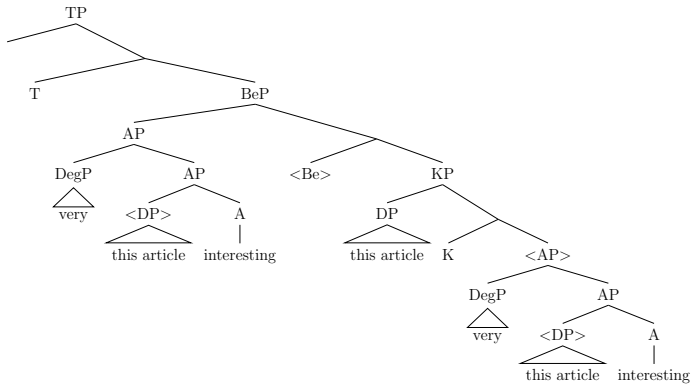 TP
T BeP
AP
DegP AP <Be> KP
very <DP> A DP
this article interesting this article K <AP>
DegP AP
very <DP> A
this article interesting